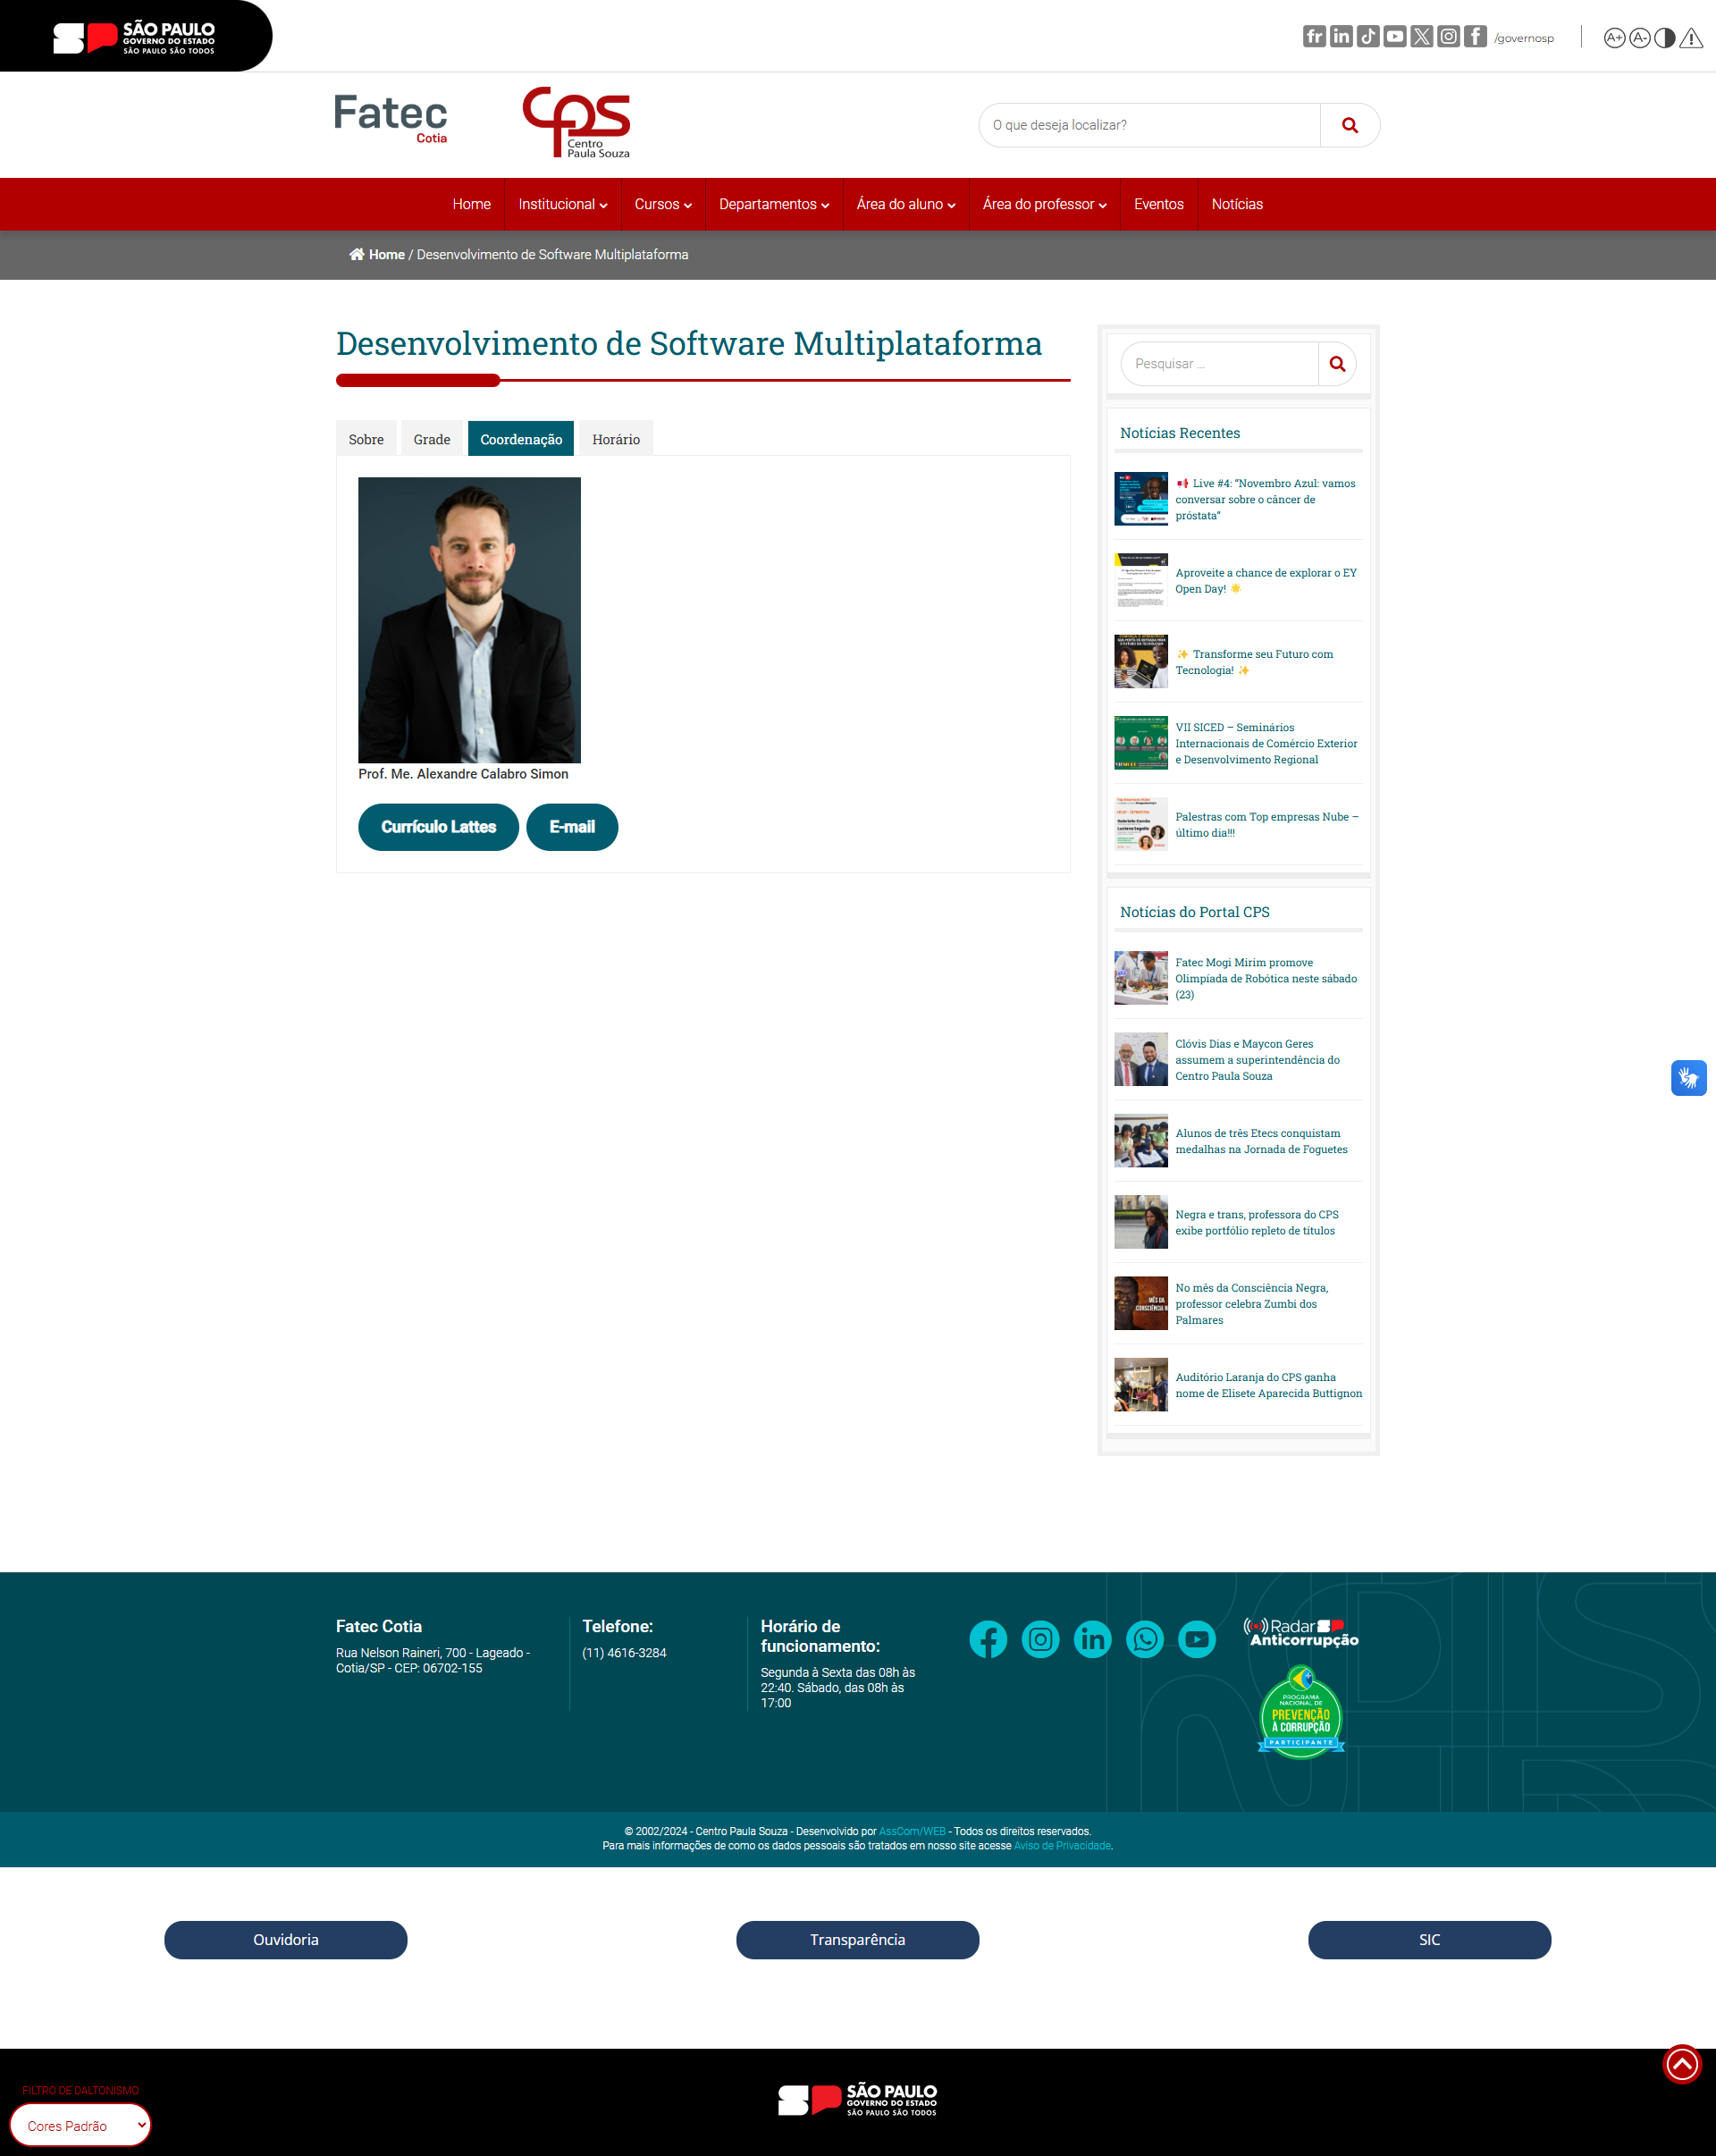 SÃO PAULO
GOVERNO DO ESTADO
SÃO PAULO SÃO TODOS
/governosp
A+ A-
Fatec
Cotia
CPS
Centro
Paula Souza
O que deseja localizar?
Home Institucional Cursos Departamentos Área do aluno Área do professor Eventos Notícias
Home / Desenvolvimento de Software Multiplataforma
Desenvolvimento de Software Multiplataforma
Sobre Grade Coordenação Horário
Prof. Me. Alexandre Calabro Simon
Currículo Lattes E-mail
Pesquisar ...
Notícias Recentes
Live #4: “Novembro Azul: vamos
conversar sobre o câncer de
próstata”
Aproveite a chance de explorar o EY
Open Day!
Transforme seu Futuro com
Tecnologia!
VII SICED – Seminários
Internacionais de Comércio Exterior
e Desenvolvimento Regional
Palestras com Top empresas Nube –
último dia!!!
Notícias do Portal CPS
Fatec Mogi Mirim promove
Olimpíada de Robótica neste sábado
(23)
Clóvis Dias e Maycon Geres
assumem a superintendência do
Centro Paula Souza
Alunos de três Etecs conquistam
medalhas na Jornada de Foguetes
Negra e trans, professora do CPS
exibe portfólio repleto de títulos
No mês da Consciência Negra,
professor celebra Zumbi dos
Palmares
Auditório Laranja do CPS ganha
nome de Elisete Aparecida Buttignon
Fatec Cotia
Rua Nelson Raineri, 700 - Lageado -
Cotia/SP - CEP: 06702-155
Telefone:
(11) 4616-3284
Horário de
funcionamento:
Segunda à Sexta das 08h às
22:40. Sábado, das 08h às
17:00
Radar
Anticorrupção
PROGRAMA
NACIONAL DE
PREVENÇÃO
À CORRUPÇÃO
PARTICIPANTE
© 2002/2024 - Centro Paula Souza - Desenvolvido por AssCom/WEB - Todos os direitos reservados.
Para mais informações de como os dados pessoais são tratados em nosso site acesse Aviso de Privacidade.
Ouvidoria Transparência SIC
FILTRO DE DALTONISMO
Cores Padrão
SÃO PAULO
GOVERNO DO ESTADO
SÃO PAULO SÃO TODOS